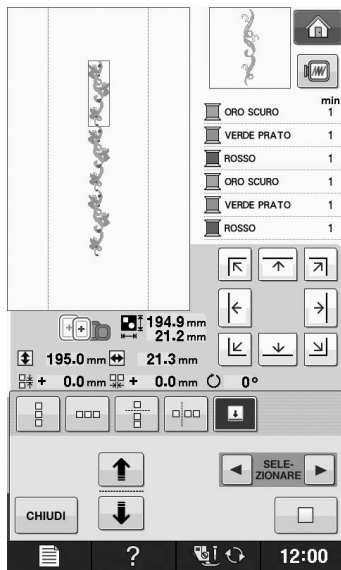 min
ORO SCURO 1
VERDE PRATO 1
ROSSO 1
ORO SCURO 1
VERDE PRATO 1
ROSSO 1
194.9 mm
21.2 mm
195.0 mm 21.3 mm
+ 0.0 mm + 0.0 mm 0°
SELE-
ZIONARE
CHIUDI
? 12:00